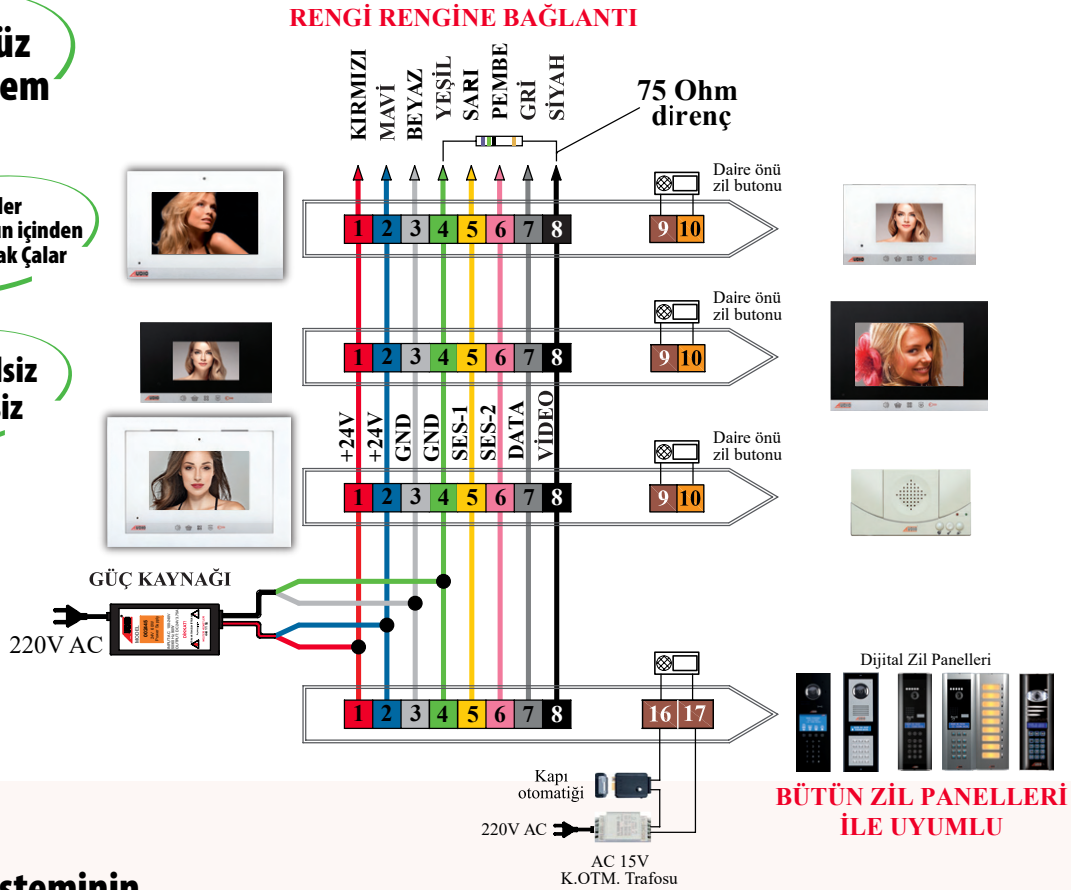 RENGİ RENGİNE BAĞLANTI
üz
em
KIRMIZI
MAVİ
BEYAZ
YEŞİL
SARI
PEMBE
GRİ
SİYAH
75 Ohm
direnç
ler
ın içinden
ak Çalar
Daire önü
zil butonu
1 2 3 4 5 6 7 8
9 10
AUDIO
Daire önü
zil butonu
1 2 3 4 5 6 7 8
9 10
lsiz
iz
+24V
+24V
GND
GND
SES-1
SES-2
DATA
VİDEO
Daire önü
zil butonu
1 2 3 4 5 6 7 8
9 10
GÜÇ KAYNAĞI
220V AC
MODEL
1 2 3 4 5 6 7 8
16 17
Dijital Zil Panelleri
Kapı
otomatiği
220V AC
AC 15V
K.OTM. Trafosu
BÜTÜN ZİL PANELLERİ
İLE UYUMLU
steminin